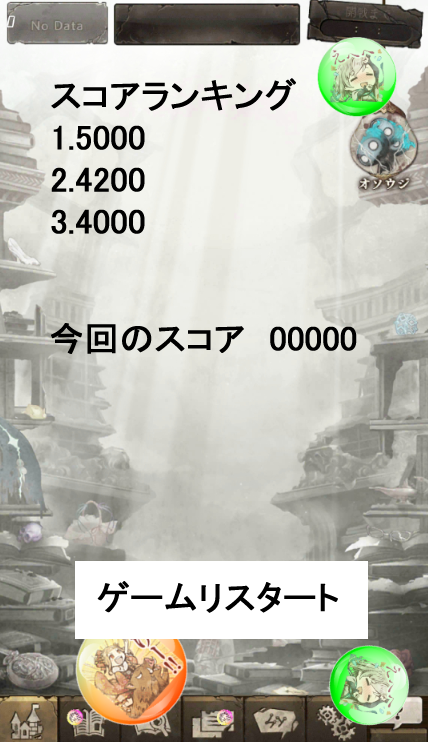 No Data
スコアランキング
1.5000
2.4200
3.4000
オソウジ
今回のスコア 00000
ゲームリスタート